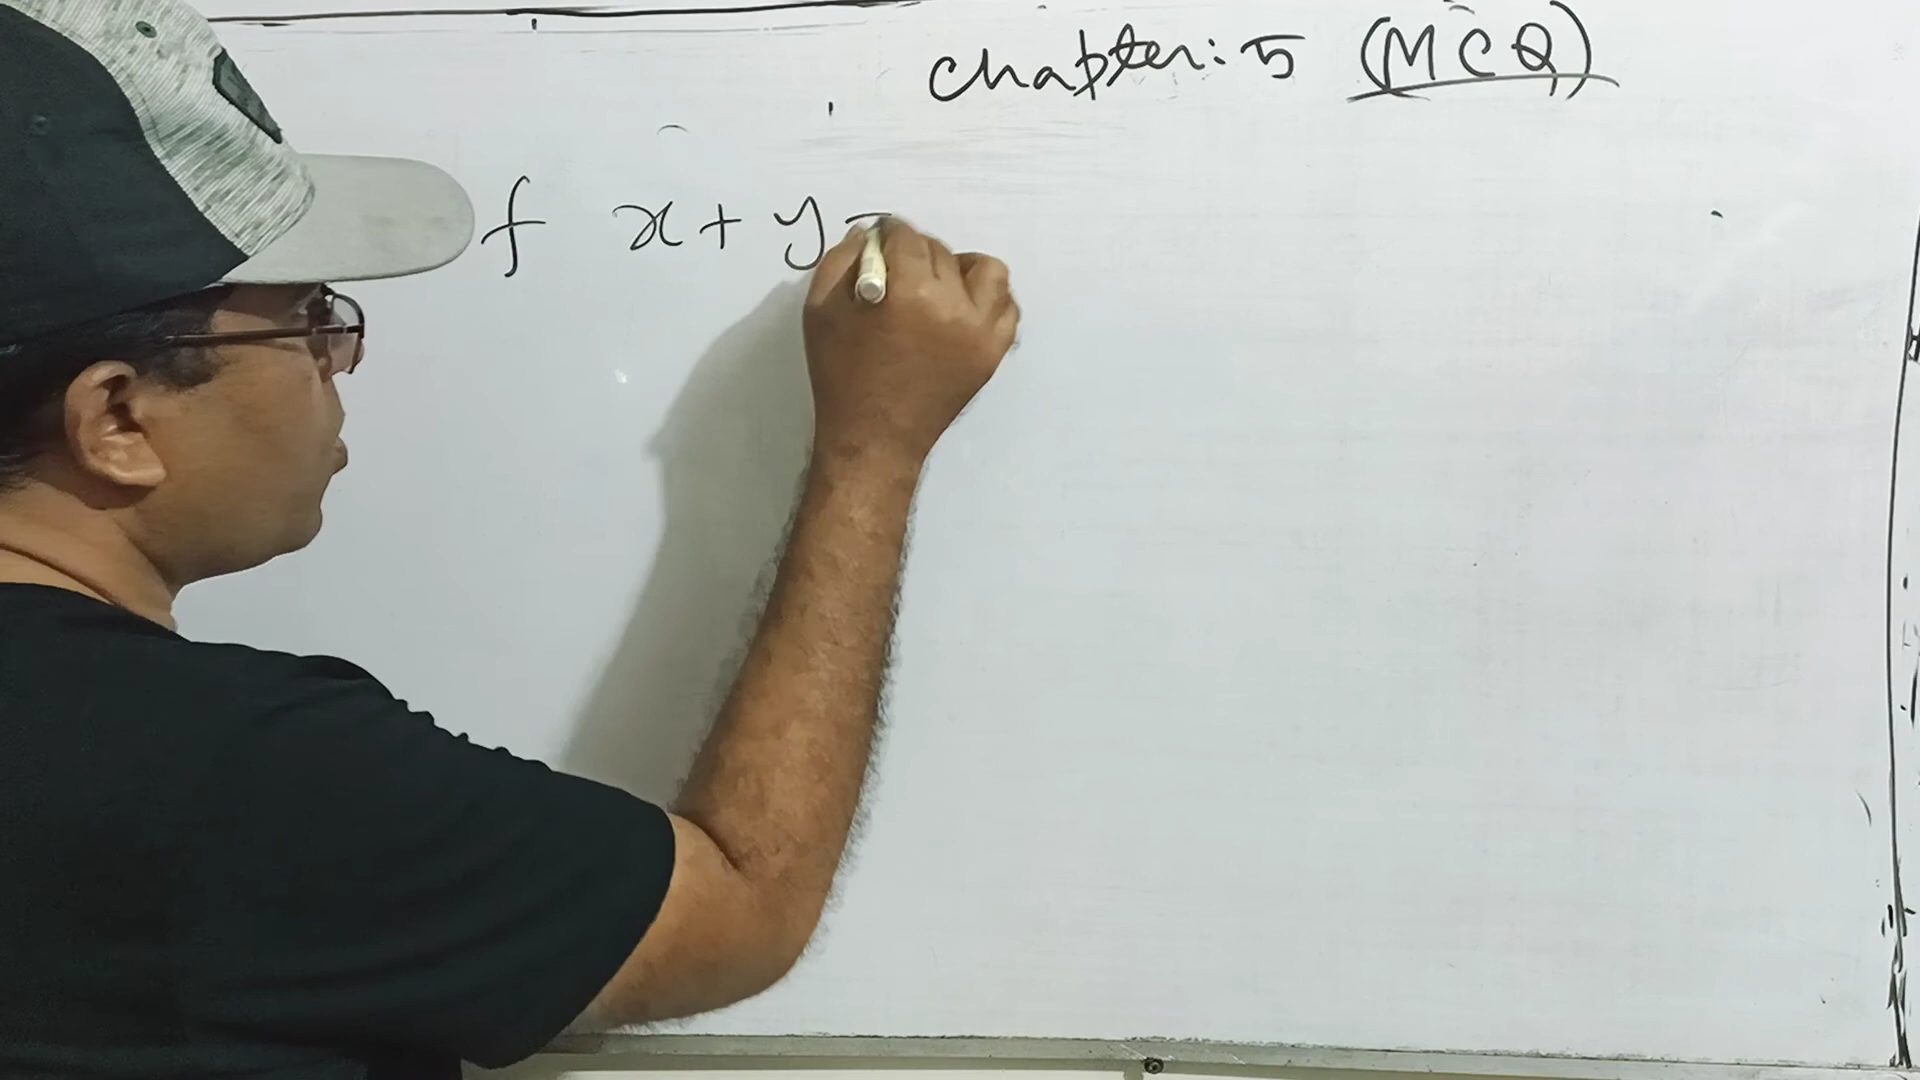 Chapter: 5 (MCQ)
f x + y =